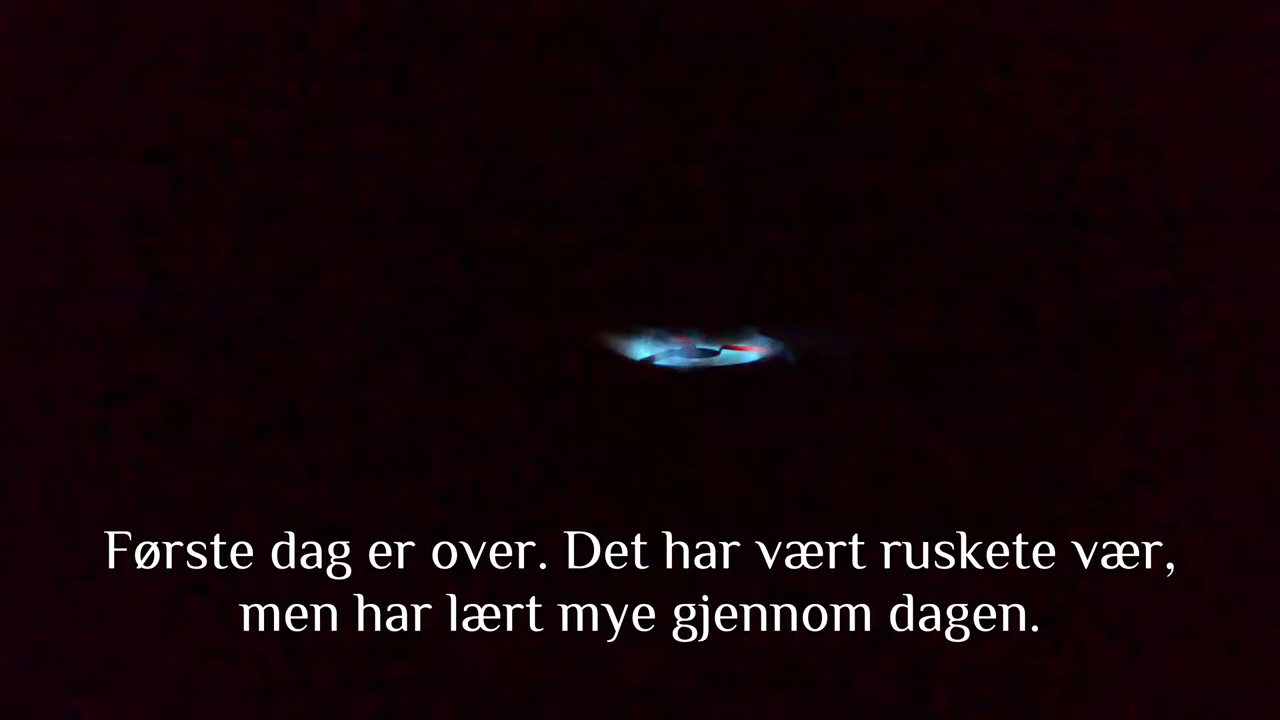 Første dag er over. Det har vært ruskete vær,
men har lært mye gjennom dagen.